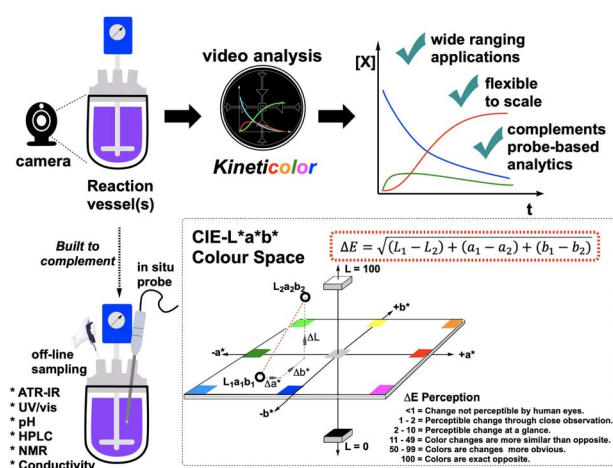 camera
Reaction
vessel(s)
video analysis
Kineticolor
[X]
wide ranging
applications
flexible
to scale
complements
probe-based
analytics
t
Built to
complement
in situ
probe
off-line
sampling
* ATR-IR
* UV/vis
* pH
* HPLC
* NMR
* Conductivity
CIE-L*a*b*
Colour Space
ΔE = √(L₁ − L₂) + (a₁ − a₂) + (b₁ − b₂)
L = 100
L₂a₂b₂
+b*
-a*
ΔL
+a*
L₁a₁b₁
Δa*
Δb*
-b*
L = 0
ΔE Perception
<1 = Change not perceptible by human eyes.
1 - 2 = Perceptible change through close observation.
2 - 10 = Perceptible change at a glance.
11 - 49 = Color changes are more similar than opposite.
50 - 99 = Colors are changes more obvious.
100 = Colors are exact opposite.